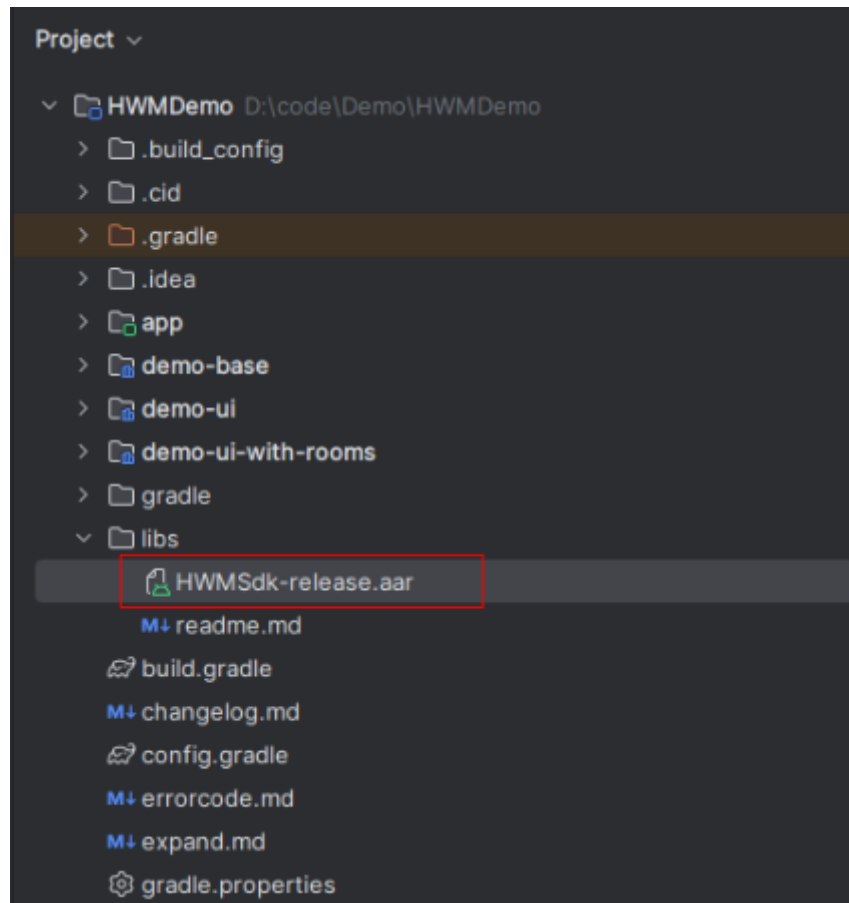 Project
HWMDemo D:\code\Demo\HWMDemo
.build_config
.cid
.gradle
.idea
app
demo-base
demo-ui
demo-ui-with-rooms
gradle
libs
HWMSdk-release.aar
M↓ readme.md
build.gradle
M↓ changelog.md
config.gradle
M↓ errorcode.md
M↓ expand.md
gradle.properties